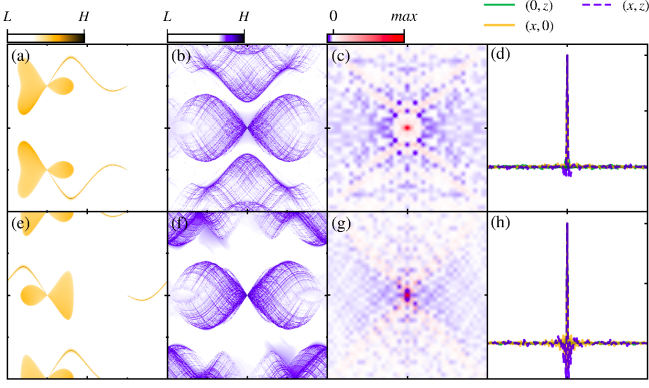 L H L H 0 max (0, z) (x, z)
(x, 0)
(a) (b) (c) (d)
(e) (f) (g) (h)